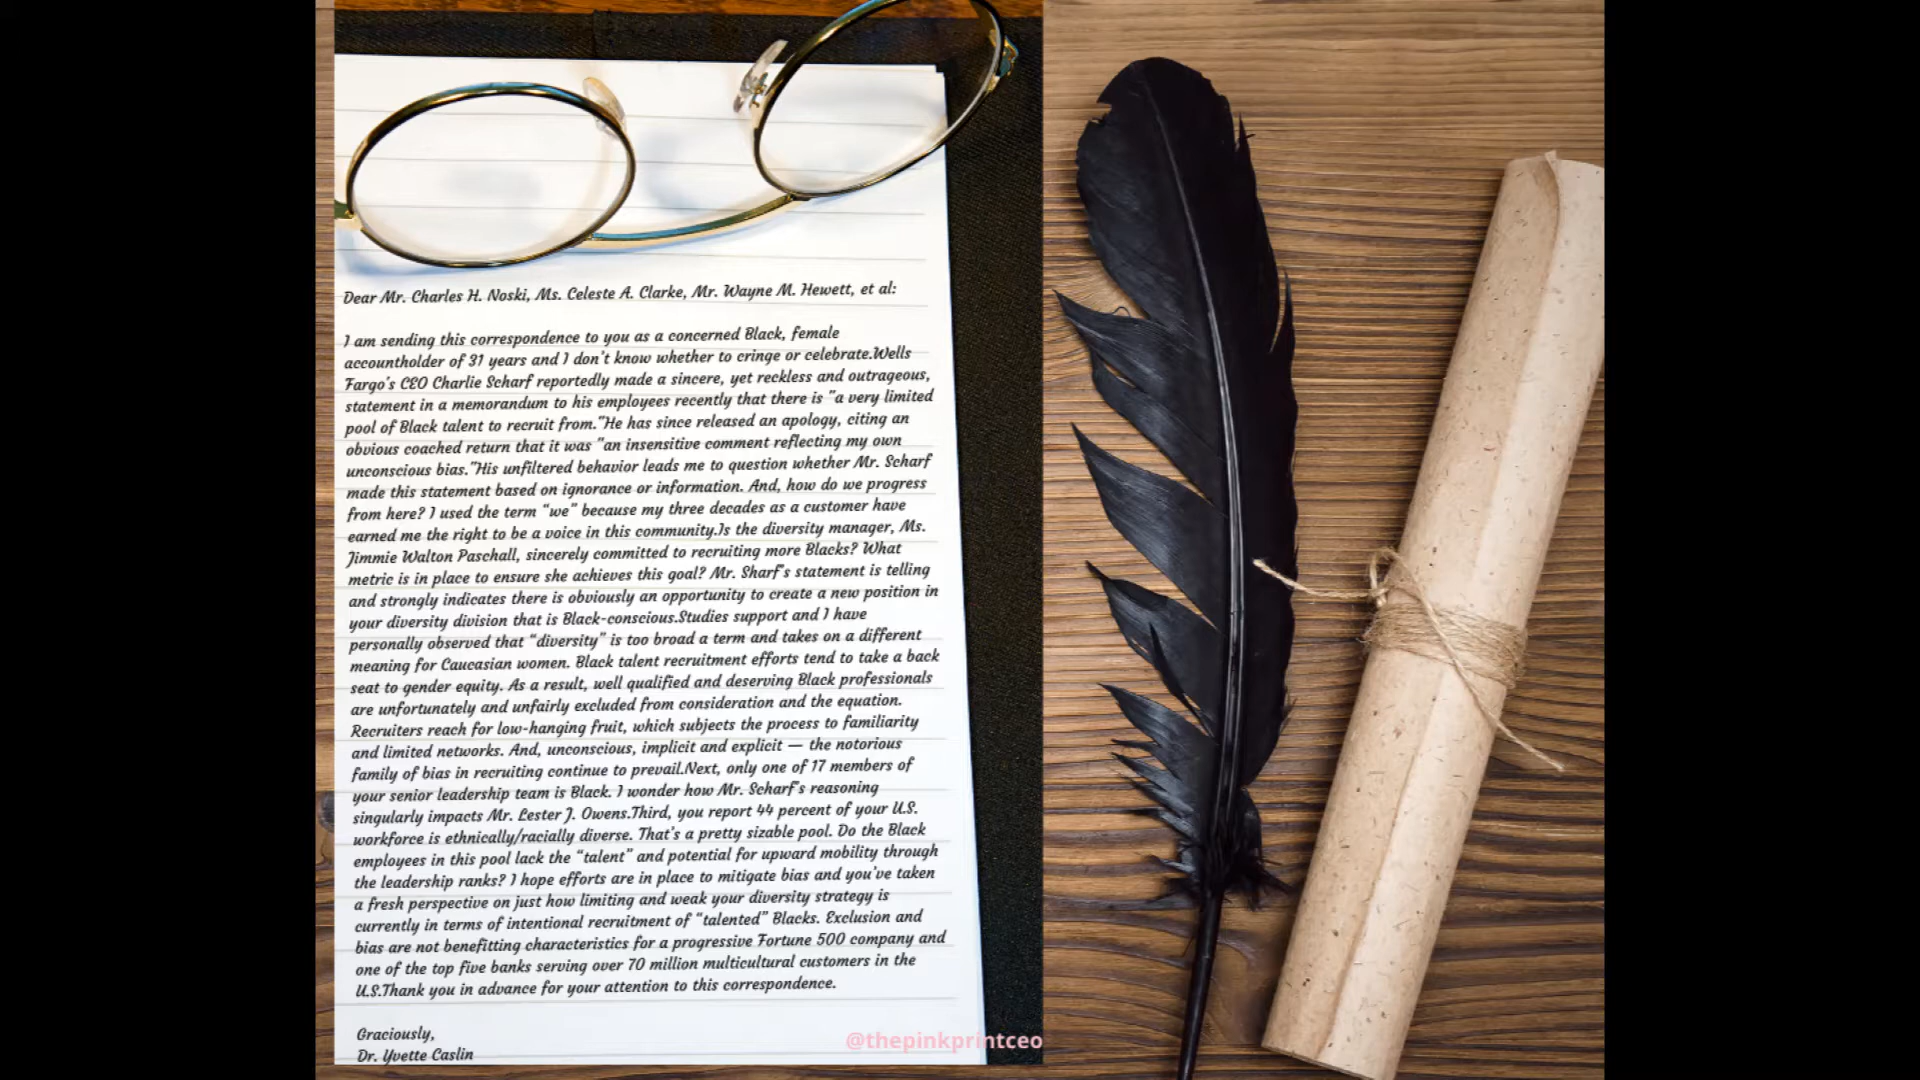 Dear Mr. Charles H. Noski, Ms. Celeste A. Clarke, Mr. Wayne M. Hewett, et al:
I am sending this correspondence to you as a concerned Black, female
accountholder of 31 years and I don't know whether to cringe or celebrate.Wells
Fargo's CEO Charlie Scharf reportedly made a sincere, yet reckless and outrageous,
statement in a memorandum to his employees recently that there is "a very limited
pool of Black talent to recruit from."He has since released an apology, citing an
obvious coached return that it was "an insensitive comment reflecting my own
unconscious bias."His unfiltered behavior leads me to question whether Mr. Scharf
made this statement based on ignorance or information. And, how do we progress
from here? I used the term “we” because my three decades as a customer have
earned me the right to be a voice in this community.Is the diversity manager, Ms.
Jimmie Walton Paschall, sincerely committed to recruiting more Blacks? What
metric is in place to ensure she achieves this goal? Mr. Sharf's statement is telling
and strongly indicates there is obviously an opportunity to create a new position in
your diversity division that is Black-conscious.Studies support and I have
personally observed that “diversity” is too broad a term and takes on a different
meaning for Caucasian women. Black talent recruitment efforts tend to take a back
seat to gender equity. As a result, well qualified and deserving Black professionals
are unfortunately and unfairly excluded from consideration and the equation.
Recruiters reach for low-hanging fruit, which subjects the process to familiarity
and limited networks. And, unconscious, implicit and explicit — the notorious
family of bias in recruiting continue to prevail.Next, only one of 17 members of
your senior leadership team is Black. I wonder how Mr. Scharf's reasoning
singularly impacts Mr. Lester J. Owens.Third, you report 44 percent of your U.S.
workforce is ethnically/racially diverse. That's a pretty sizable pool. Do the Black
employees in this pool lack the “talent” and potential for upward mobility through
the leadership ranks? I hope efforts are in place to mitigate bias and you've taken
a fresh perspective on just how limiting and weak your diversity strategy is
currently in terms of intentional recruitment of “talented” Blacks. Exclusion and
bias are not benefitting characteristics for a progressive Fortune 500 company and
one of the top five banks serving over 70 million multicultural customers in the
U.S.Thank you in advance for your attention to this correspondence.
Graciously,
Dr. Yvette Caslin
@thepinkprintceo